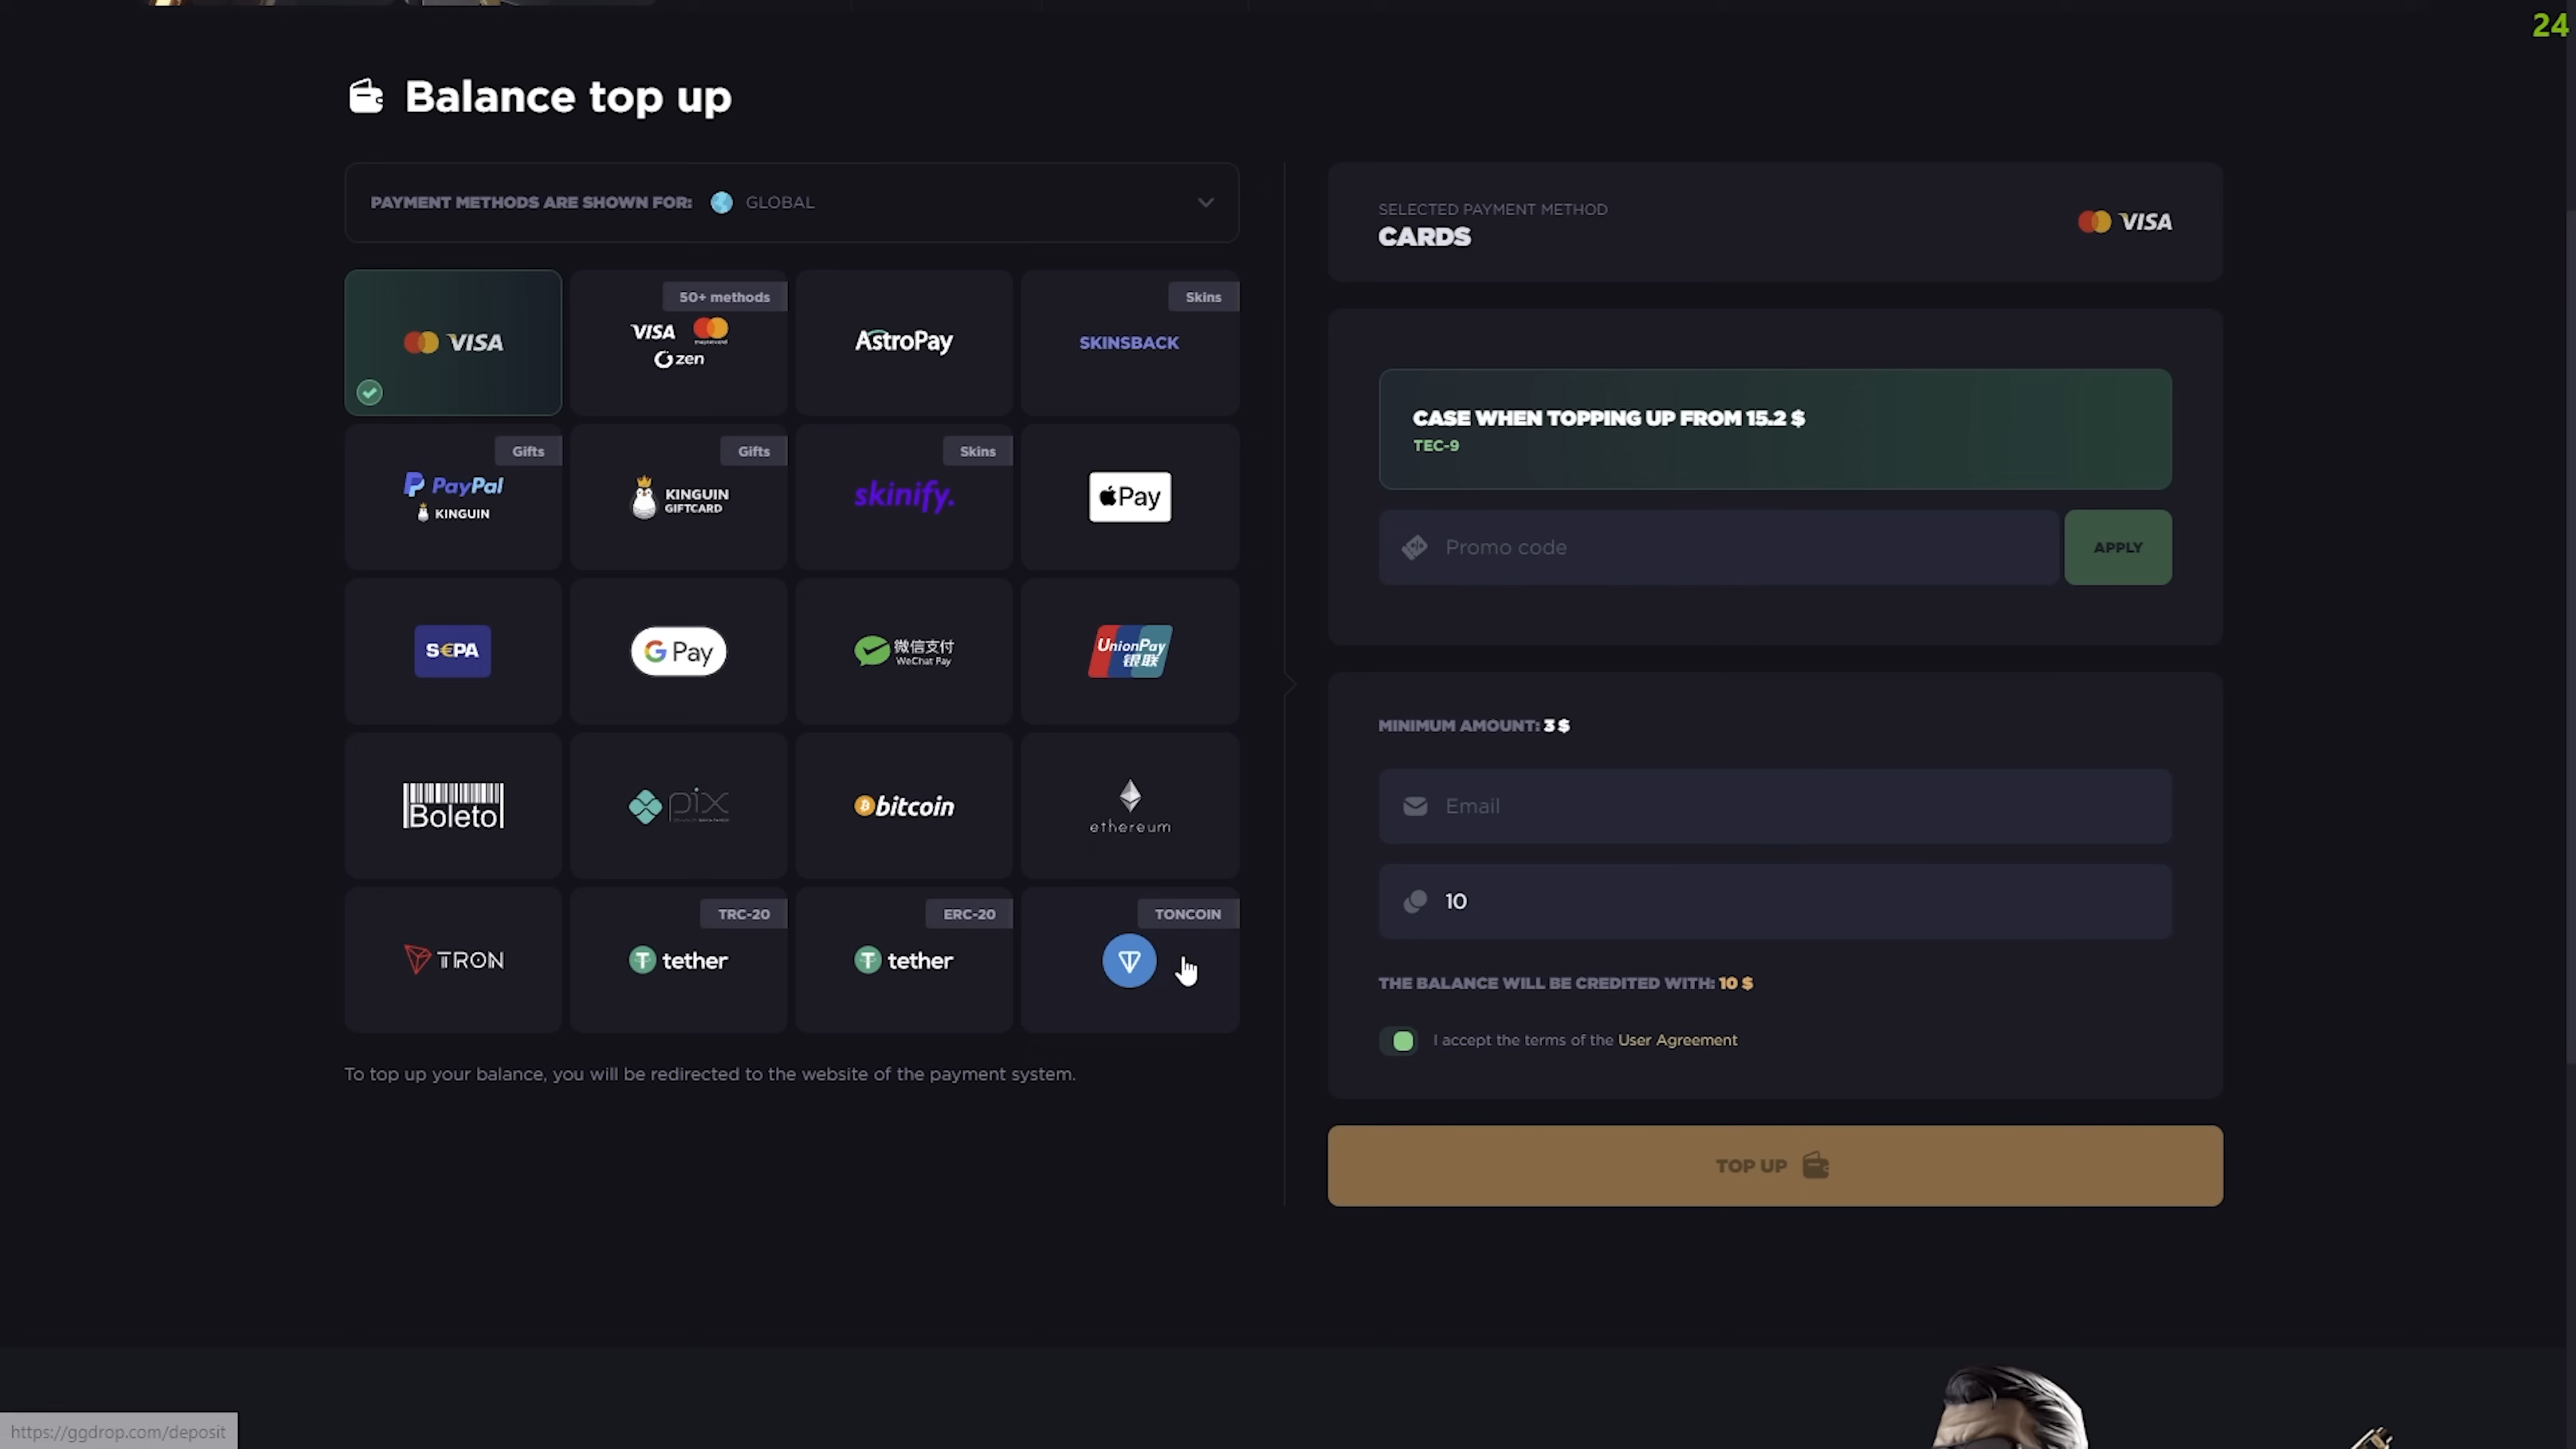 24
Balance top up
PAYMENT METHODS ARE SHOWN FOR: GLOBAL
VISA
50+ methods
VISA
zen
AstroPay
Skins
SKINSBACK
Gifts
PayPal
KINGUIN
Gifts
KINGUIN
GIFTCARD
Skins
skinify.
Pay
SEPA
G Pay
微信支付
WeChat Pay
UnionPay
银联
Boleto
pix
bitcoin
ethereum
TRON
TRC-20
tether
ERC-20
tether
TONCOIN
To top up your balance, you will be redirected to the website of the payment system.
SELECTED PAYMENT METHOD
CARDS
VISA
CASE WHEN TOPPING UP FROM 15.2 $
TEC-9
Promo code
APPLY
MINIMUM AMOUNT: 3 $
Email
10
THE BALANCE WILL BE CREDITED WITH: 10 $
I accept the terms of the User Agreement
TOP UP
https://ggdrop.com/deposit